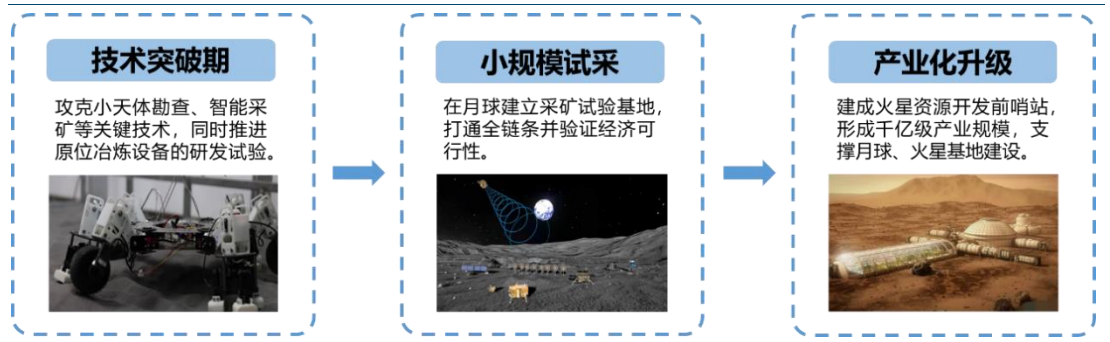 技术突破期
攻克小天体勘查、智能采
矿等关键技术，同时推进
原位冶炼设备的研发试验。
小规模试采
在月球建立采矿试验基地，
打通全链条并验证经济可
行性。
产业化升级
建成火星资源开发前哨站，
形成千亿级产业规模，支
撑月球、火星基地建设。